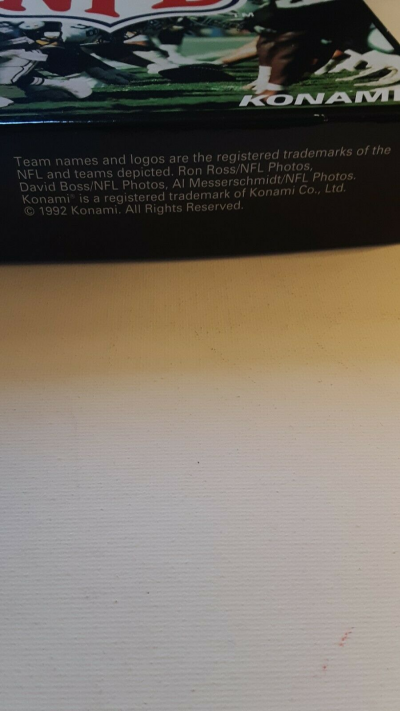 NFL
TM
KONAMI
Team names and logos are the registered trademarks of the
NFL and teams depicted. Ron Ross/NFL Photos,
David Boss/NFL Photos, Al Messerschmidt/NFL Photos.
Konami® is a registered trademark of Konami Co., Ltd.
© 1992 Konami. All Rights Reserved.